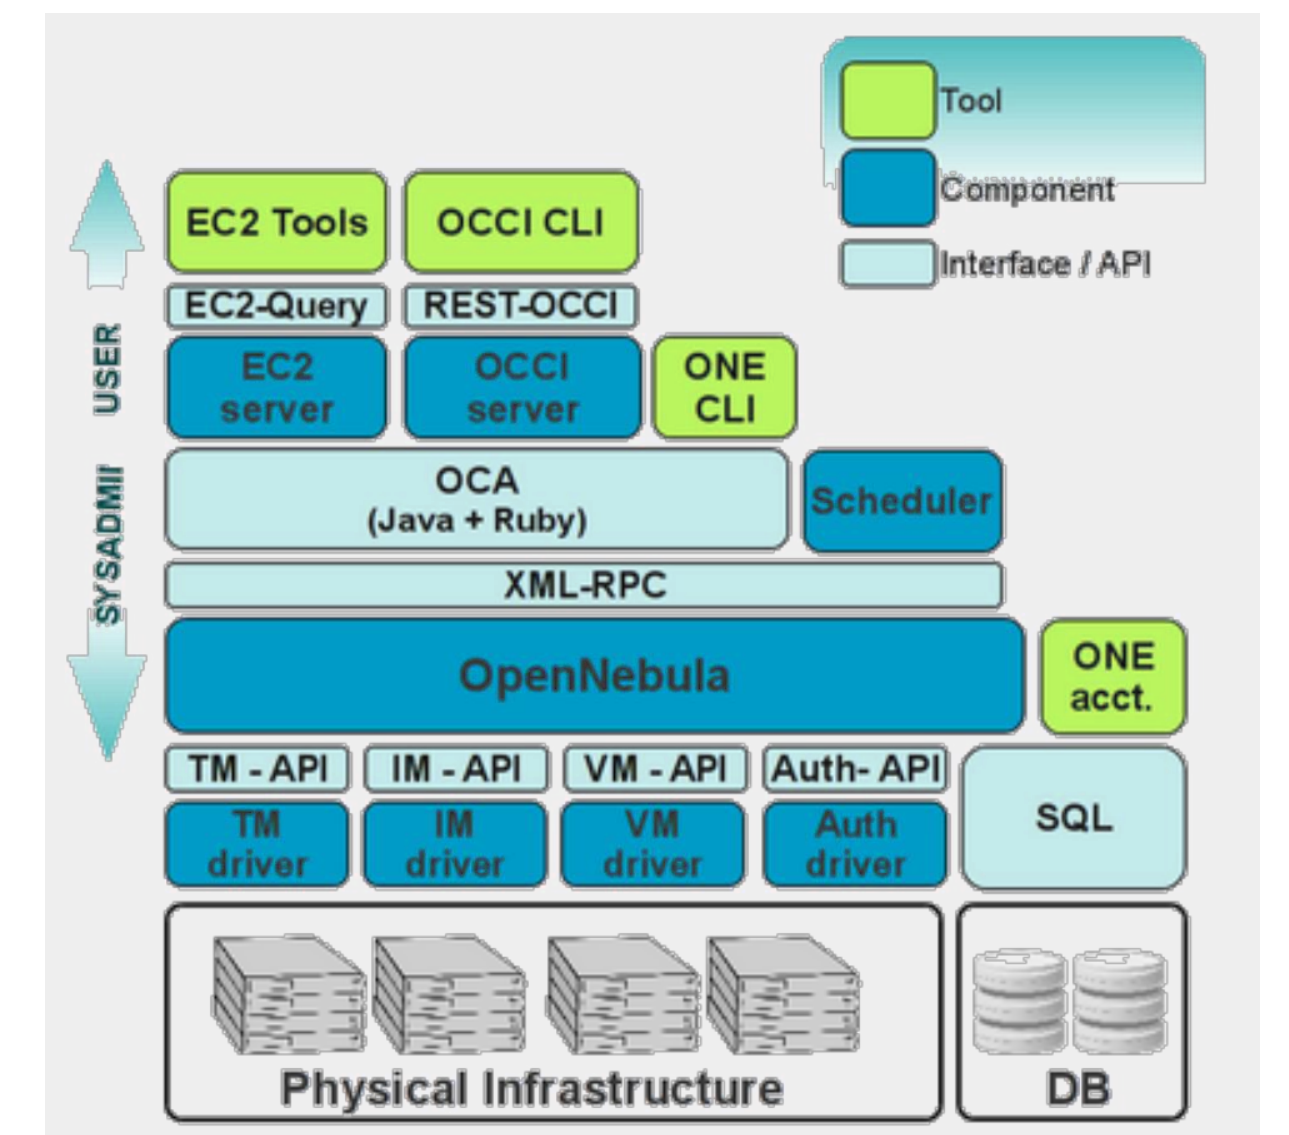 Tool
Component
Interface / API
EC2 Tools
OCCI CLI
EC2-Query
REST-OCCI
EC2
server
OCCI
server
ONE
CLI
USER
OCA
(Java + Ruby)
Scheduler
SYSADMII
XML-RPC
OpenNebula
ONE
acct.
TM - API
IM - API
VM - API
Auth- API
SQL
TM
driver
IM
driver
VM
driver
Auth
driver
Physical Infrastructure
DB